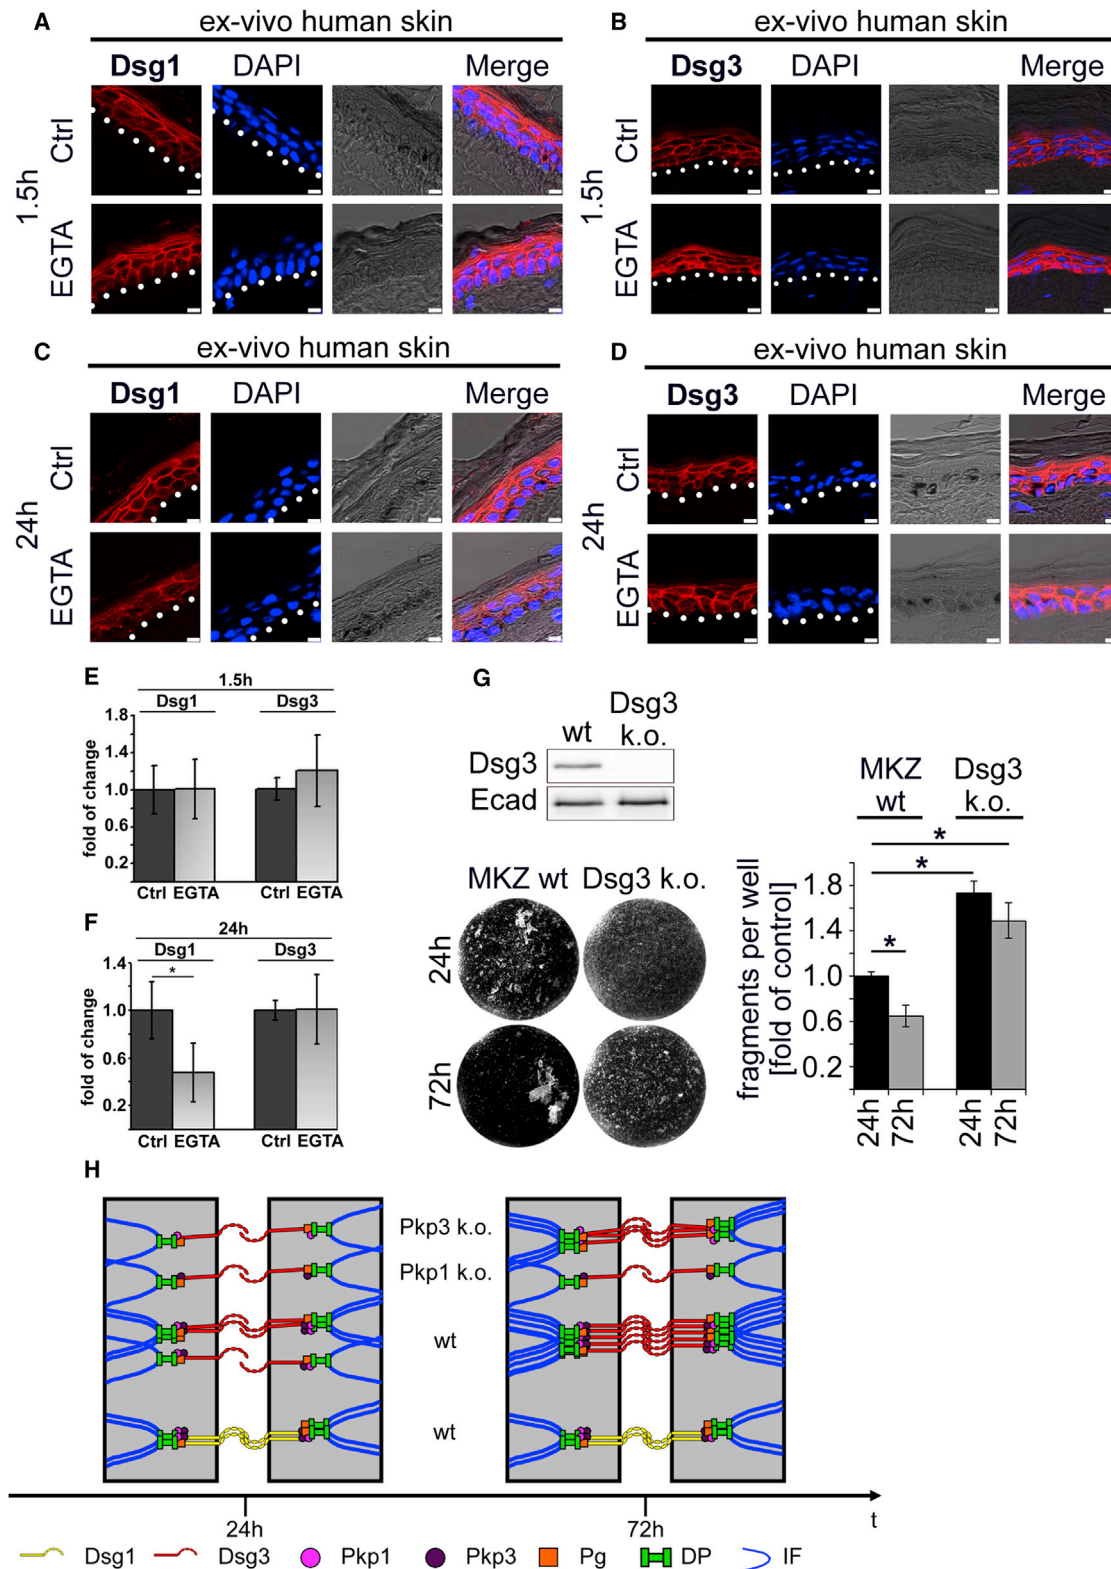 A
ex-vivo human skin
Dsg1 DAPI Merge
1.5h
Ctrl
EGTA
B
ex-vivo human skin
Dsg3 DAPI Merge
1.5h
Ctrl
EGTA
C
ex-vivo human skin
Dsg1 DAPI Merge
24h
Ctrl
EGTA
D
ex-vivo human skin
Dsg3 DAPI Merge
24h
Ctrl
EGTA
E
1.5h
Dsg1 Dsg3
fold of change
1.8
1.4
1.0
0.6
0.2
Ctrl EGTA Ctrl EGTA
F
24h
Dsg1 Dsg3
*
fold of change
1.4
1.0
0.6
0.2
Ctrl EGTA Ctrl EGTA
G
wt Dsg3 k.o.
Dsg3
Ecad
MKZ wt Dsg3 k.o.
24h
72h
MKZ wt Dsg3 k.o.
*
*
*
fragments per well
[fold of control]
1.8
1.4
1.0
0.6
0.2
24h 72h 24h 72h
H
Pkp3 k.o.
Pkp1 k.o.
wt
wt
24h 72h t
Dsg1 Dsg3 Pkp1 Pkp3 Pg DP IF